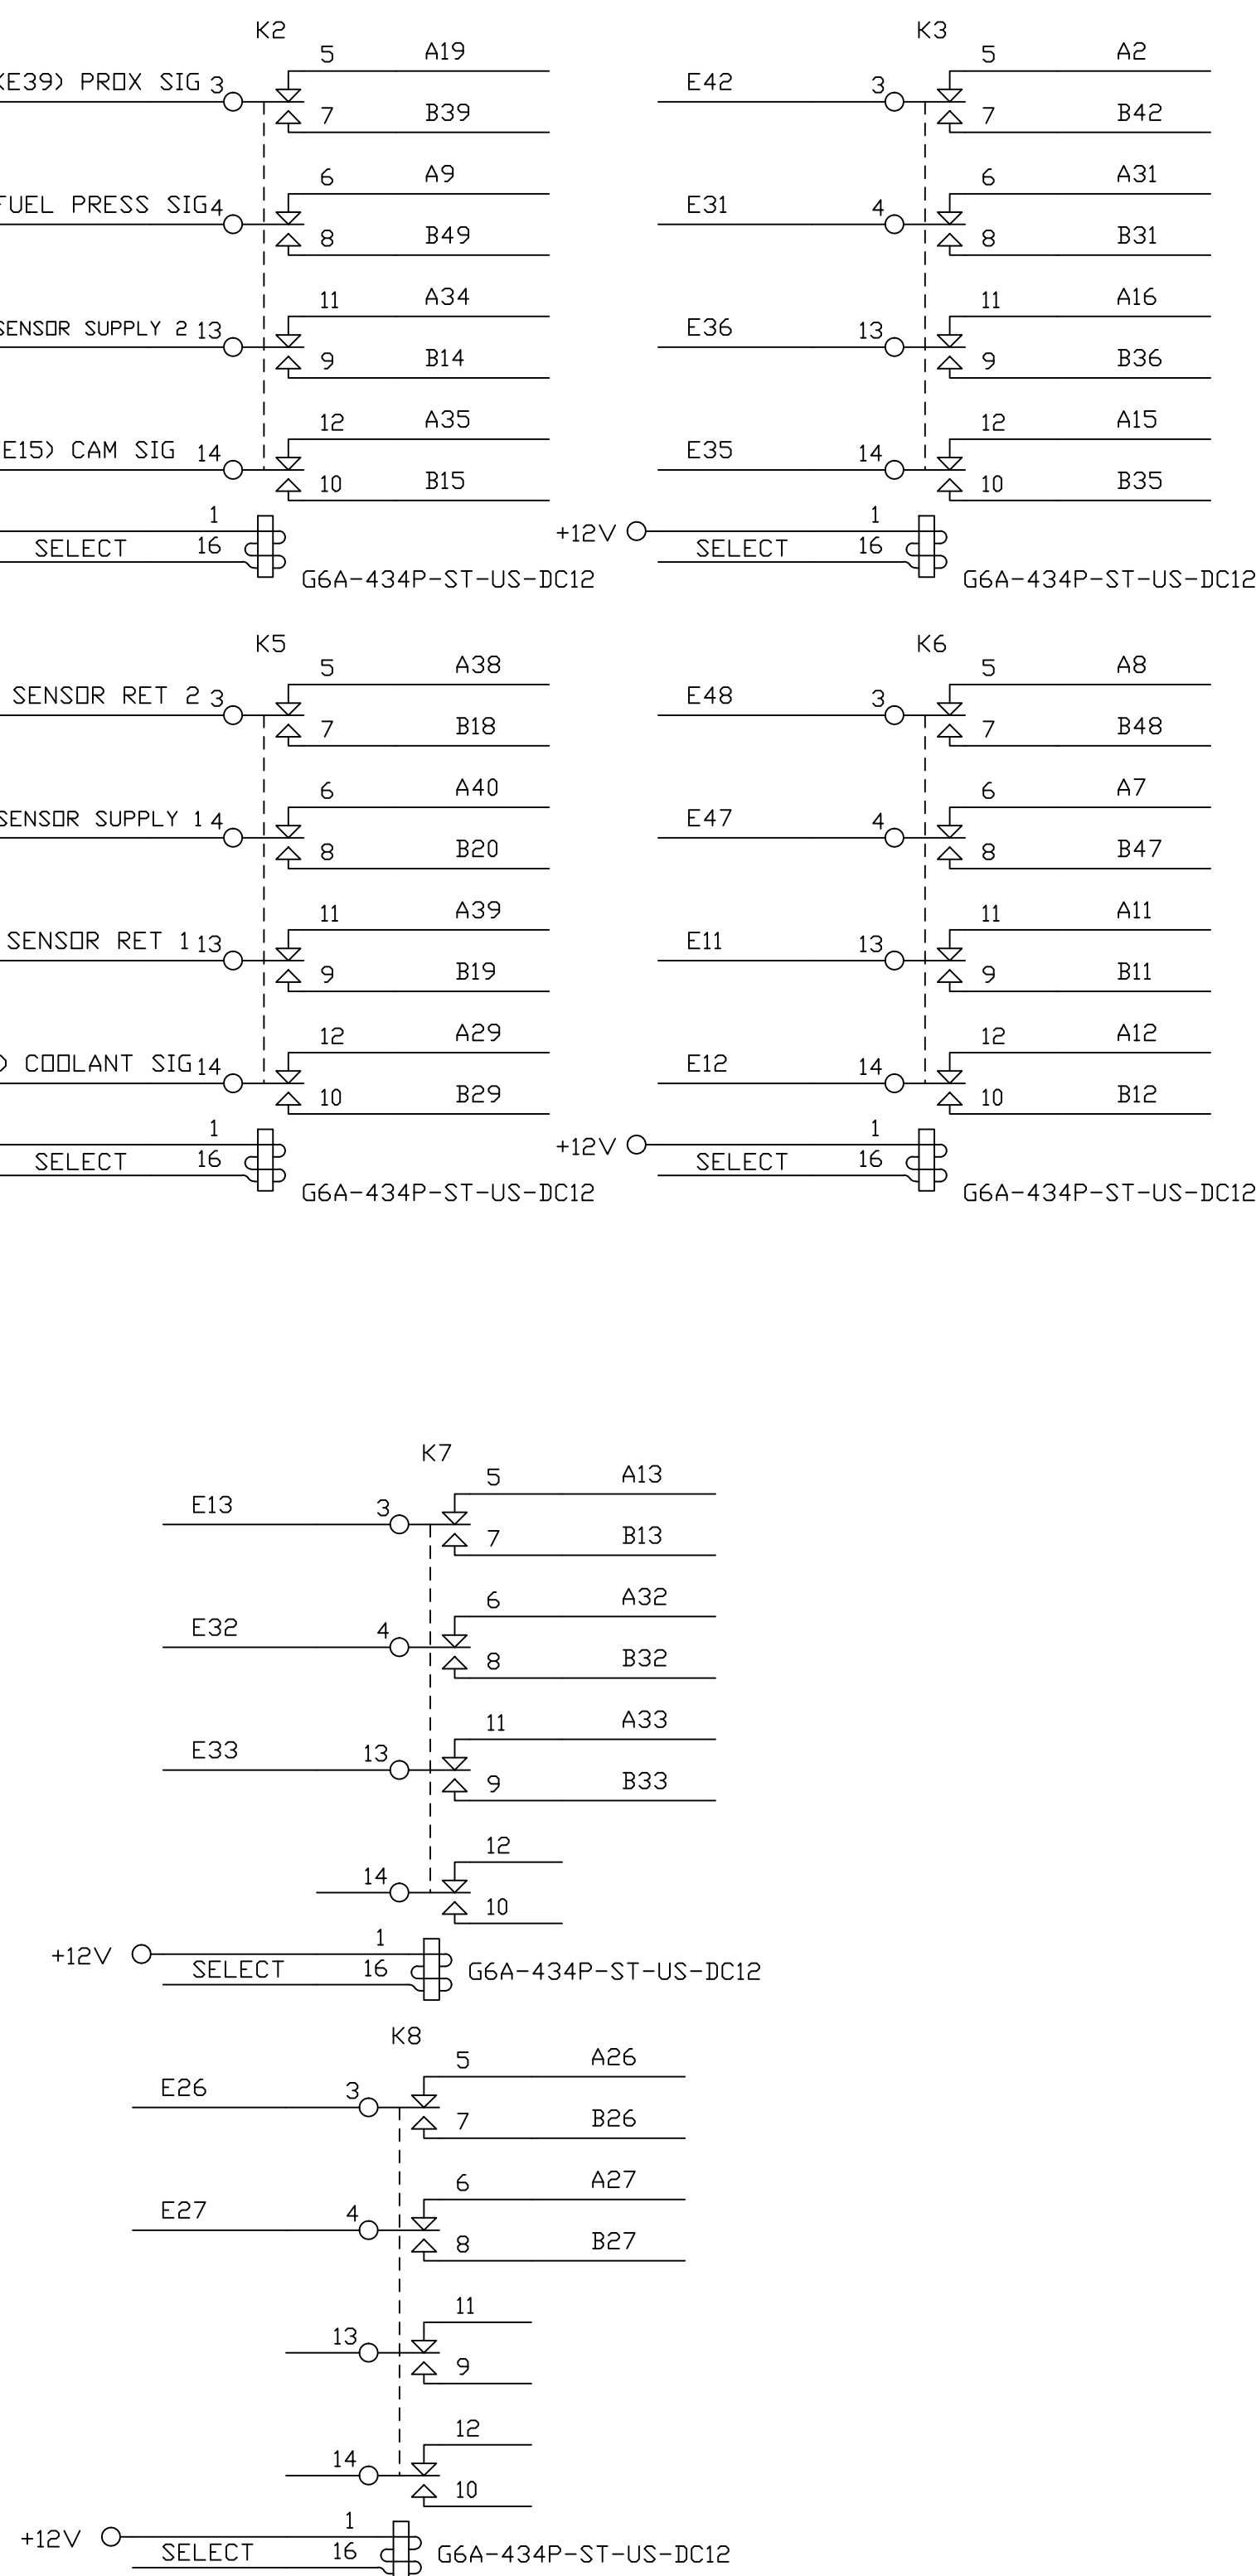 K2
5 A19
(E39) PROX SIG 3
7 B39
6 A9
FUEL PRESS SIG 4
8 B49
11 A34
SENSOR SUPPLY 2 13
9 B14
12 A35
E15) CAM SIG 14
10 B15
1
SELECT 16
G6A-434P-ST-US-DC12
K3
5 A2
E42 3
7 B42
6 A31
E31 4
8 B31
11 A16
E36 13
9 B36
12 A15
E35 14
10 B35
+12V 1
SELECT 16
G6A-434P-ST-US-DC12
K5
5 A38
SENSOR RET 2 3
7 B18
6 A40
SENSOR SUPPLY 1 4
8 B20
11 A39
SENSOR RET 1 13
9 B19
12 A29
) COOLANT SIG 14
10 B29
1
SELECT 16
G6A-434P-ST-US-DC12
K6
5 A8
E48 3
7 B48
6 A7
E47 4
8 B47
11 A11
E11 13
9 B11
12 A12
E12 14
10 B12
+12V 1
SELECT 16
G6A-434P-ST-US-DC12
K7
5 A13
E13 3
7 B13
6 A32
E32 4
8 B32
11 A33
E33 13
9 B33
12
14
10
+12V 1
SELECT 16
G6A-434P-ST-US-DC12
K8
5 A26
E26 3
7 B26
6 A27
E27 4
8 B27
11
13
9
12
14
10
+12V 1
SELECT 16
G6A-434P-ST-US-DC12